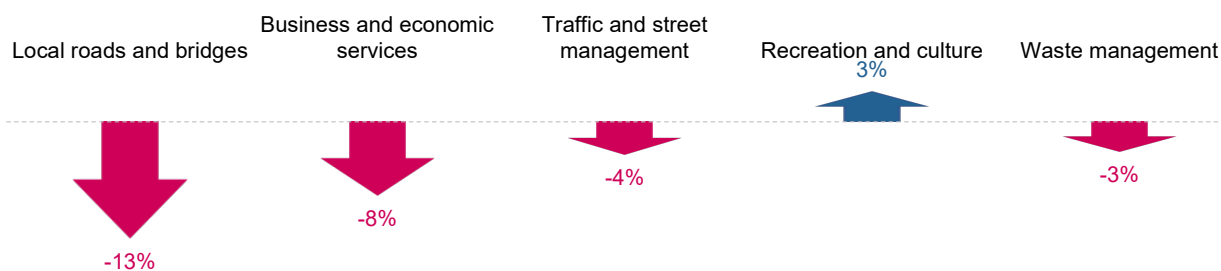 Local roads and bridges
Business and economic
services
Traffic and street
management
Recreation and culture
Waste management
-13%
-8%
-4%
3%
-3%